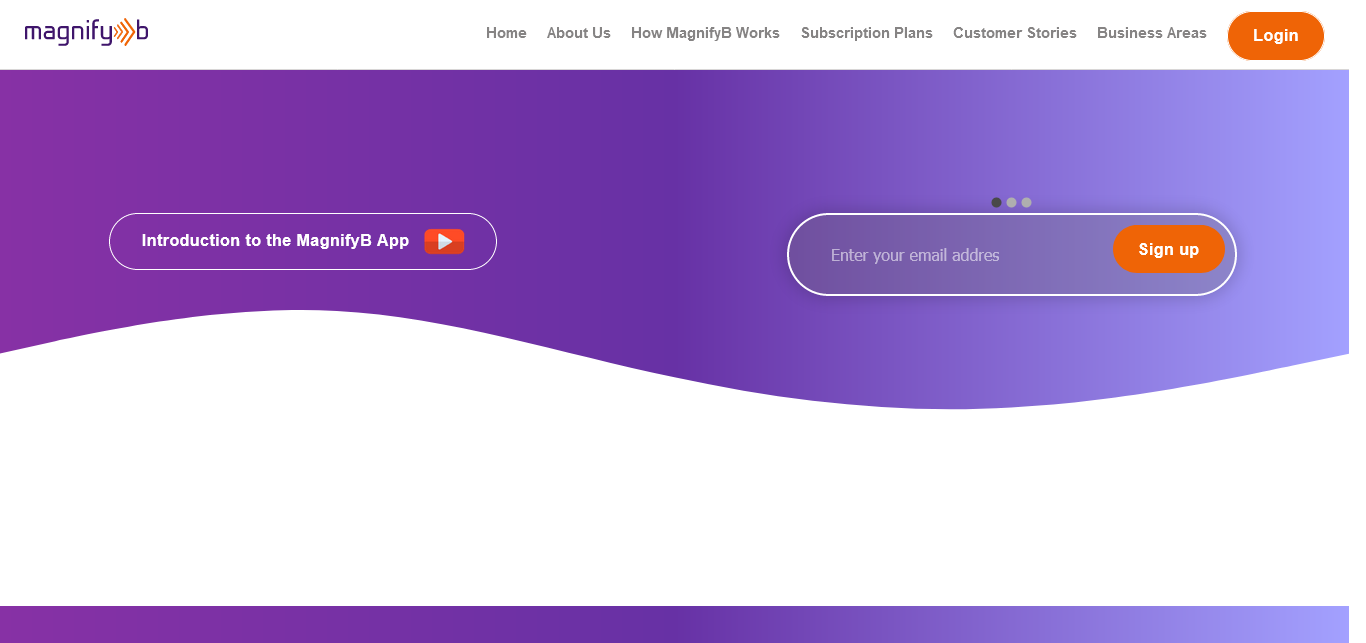 magnifyb
Home About Us How MagnifyB Works Subscription Plans Customer Stories Business Areas Login
Introduction to the MagnifyB App
Enter your email addres Sign up